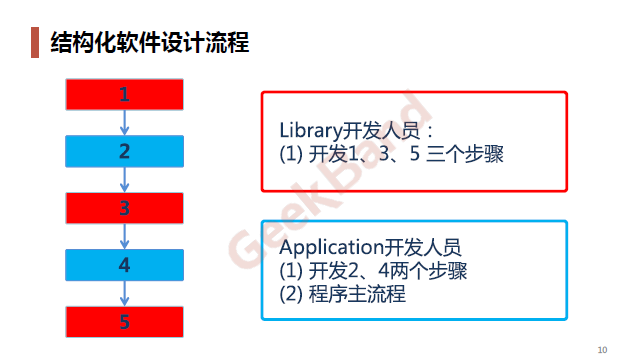 结构化软件设计流程
1
2
3
4
5
Library开发人员：
(1) 开发1、3、5 三个步骤
Application开发人员
(1) 开发2、4两个步骤
(2) 程序主流程
GeekBand
10